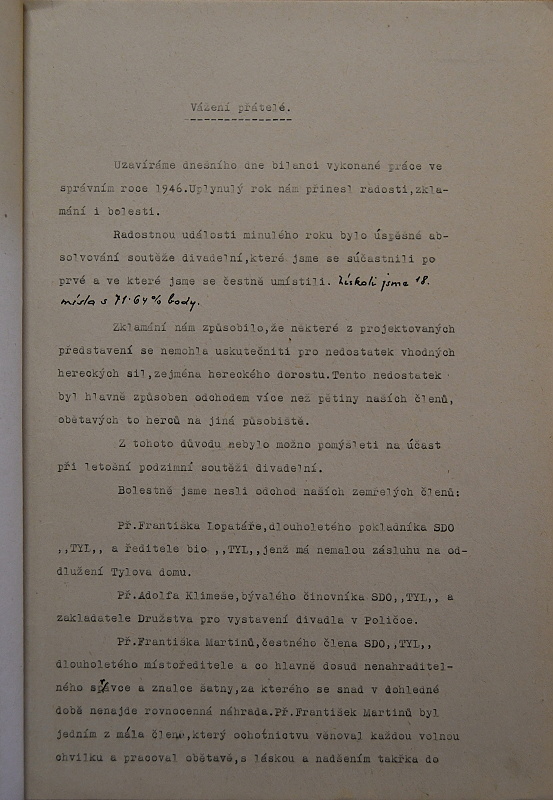 Vážení přátelé.
Uzavíráme dnešního dne bilanci vykonané práce ve
správním roce 1946.Uplynulý rok nám přinesl radosti,zkla-
mání i bolesti.
Radostnou událostí minulého roku bylo úspěsné ab-
solvování soutěže divadelní,které jsme se súčastnili po
prvé a ve které jsme se čestně umístili. Získali jsme 18.
místo s 71·64% body.
Zklamání nám způsobilo,že některé z projektovaných
představení se nemohla uskutečniti pro nedostatek vhodných
hereckých sil,zejména hereckého dorostu.Tento nedostatek
byl hlavně způsoben odchodem více než pětiny našich členů,
obětavých to herců na jiná působiště.
Z tohoto důvodu nebylo možno pomýšleti na účast
při letošní podzimní soutěži divadelní.
Bolestně jsme nesli odchod našich zemřelých členů:
Př.Františka Lopatáře,dlouholetého pokladníka SDO
,,TYL,, a ředitele bio ,,TYL,,jenž má nemalou zásluhu na od-
dlužení Tylova domu.
Př.Adolfa Klimeše,bývalého činovníka SDO,,TYL,, a
zakladatele Družstva pro vystavení divadla v Poličce.
Př.Františka Martinů,čestného člena SDO,,TYL,,
dlouholetého místoředitele a co hlavně dosud nenahraditel-
ného správce a znalce šatny,za kterého se snad v dohledné
době nenajde rovnocenná náhrada.Př.František Martinů byl
jedním z mála členů,který ochotnictvu věnoval každou volnou
chvilku a pracoval obětavě,s láskou a nadšením takřka do